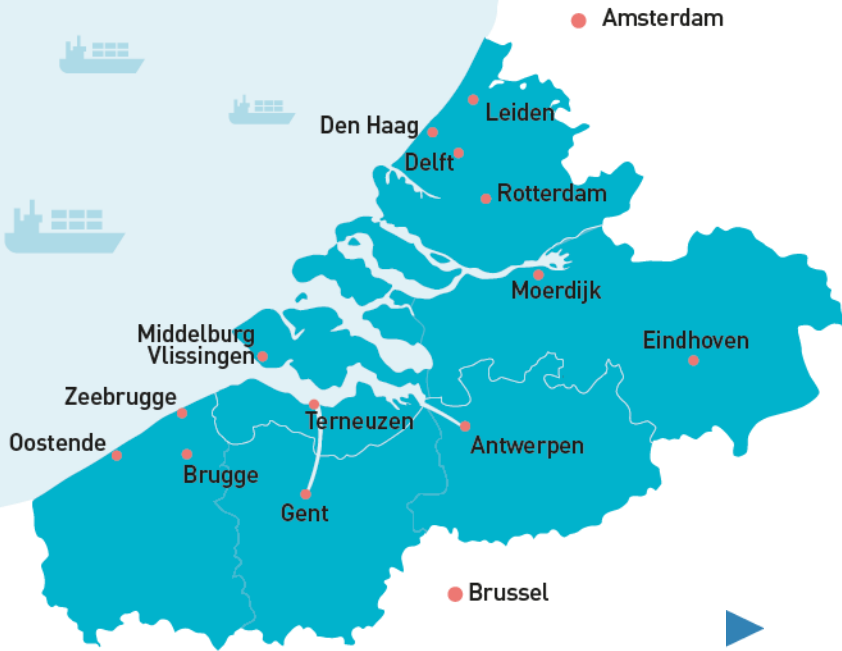 Amsterdam
Leiden
Den Haag
Delft
Rotterdam
Moerdijk
Middelburg
Vlissingen
Eindhoven
Zeebrugge
Terneuzen
Oostende
Antwerpen
Brugge
Gent
Brussel